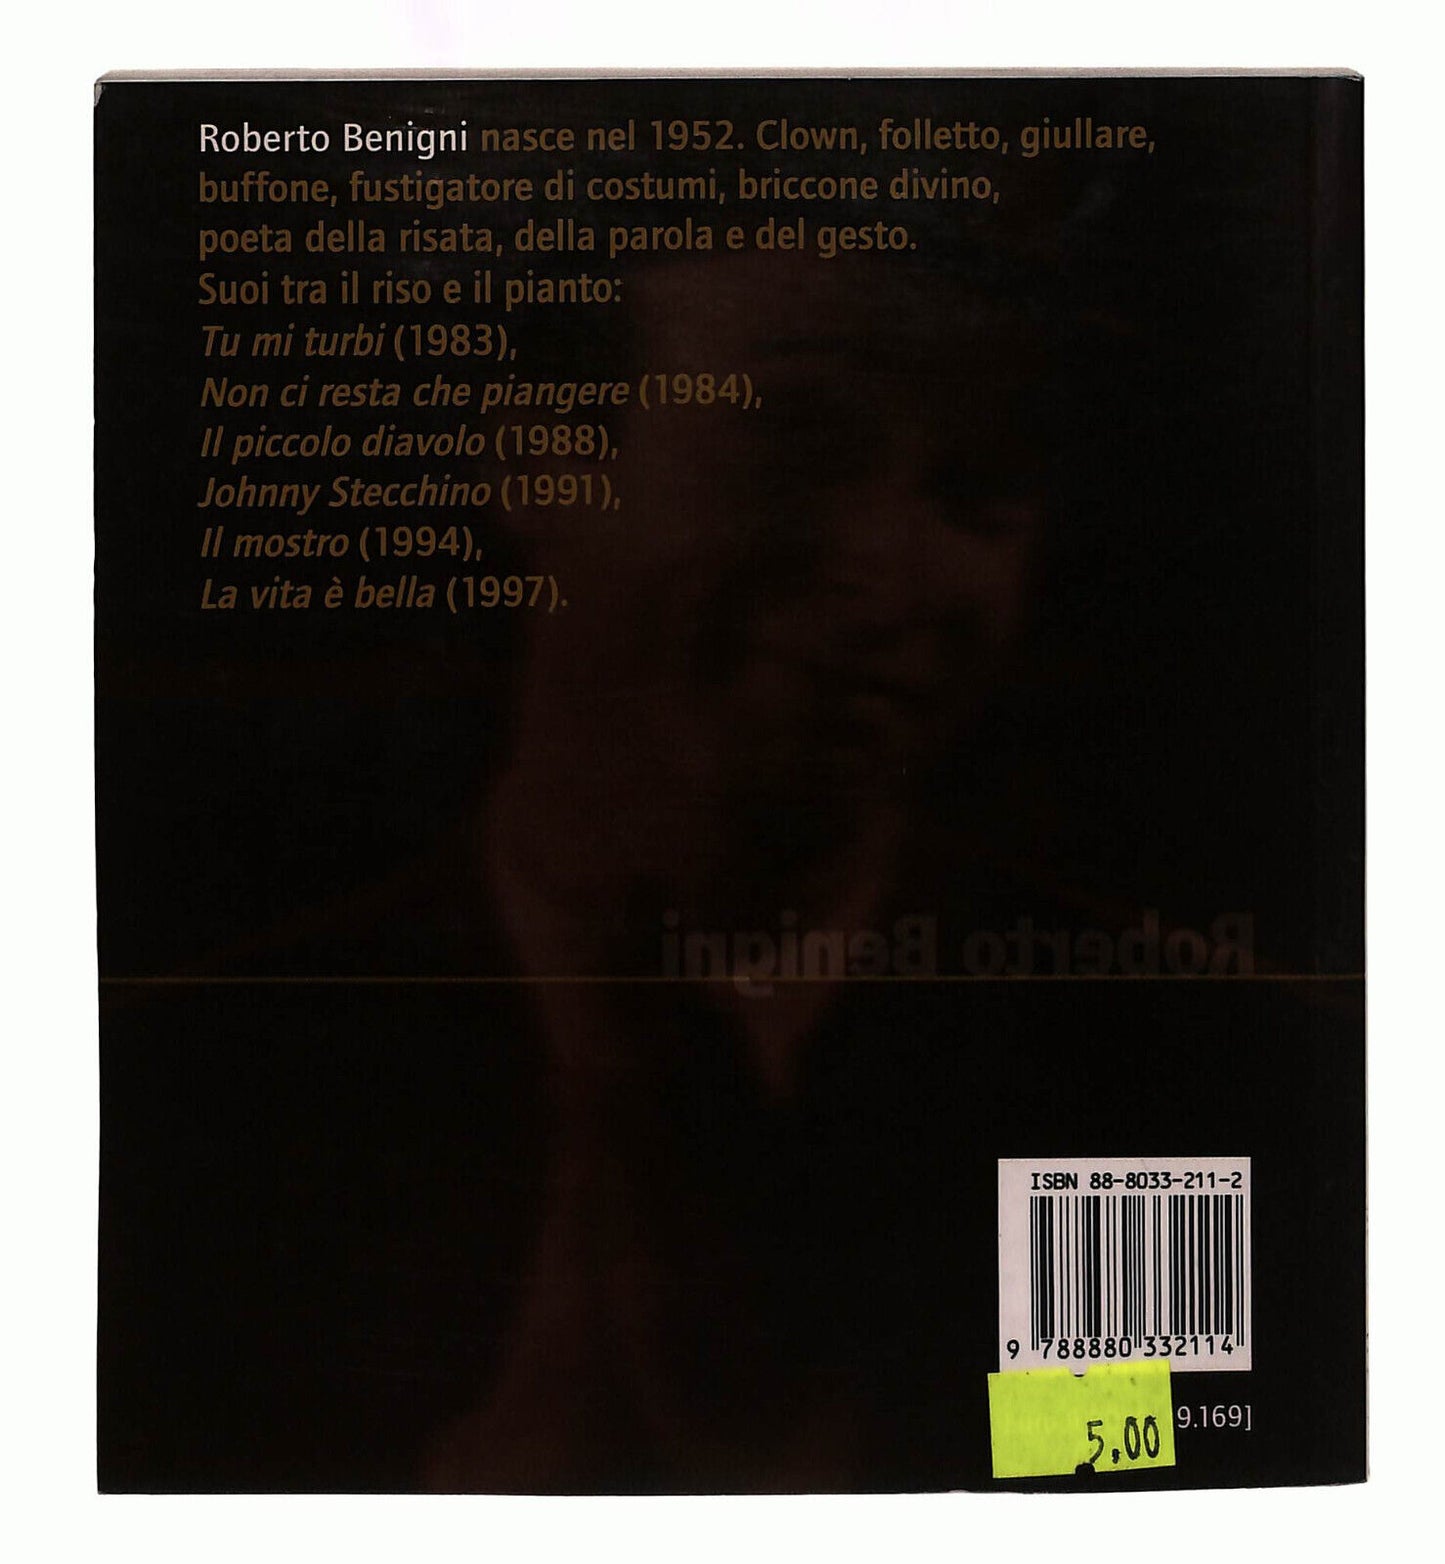 Roberto Benigni nasce nel 1952. Clown, folletto, giullare,
buffone, fustigatore di costumi, briccone divino,
poeta della risata, della parola e del gesto.
Suoi tra il riso e il pianto:
Tu mi turbi (1983),
Non ci resta che piangere (1984),
Il piccolo diavolo (1988),
Johnny Stecchino (1991),
Il mostro (1994),
La vita è bella (1997).
Roberto Benigni
ISBN 88-8033-211-2
9 788880 332114
9.169]
5,00